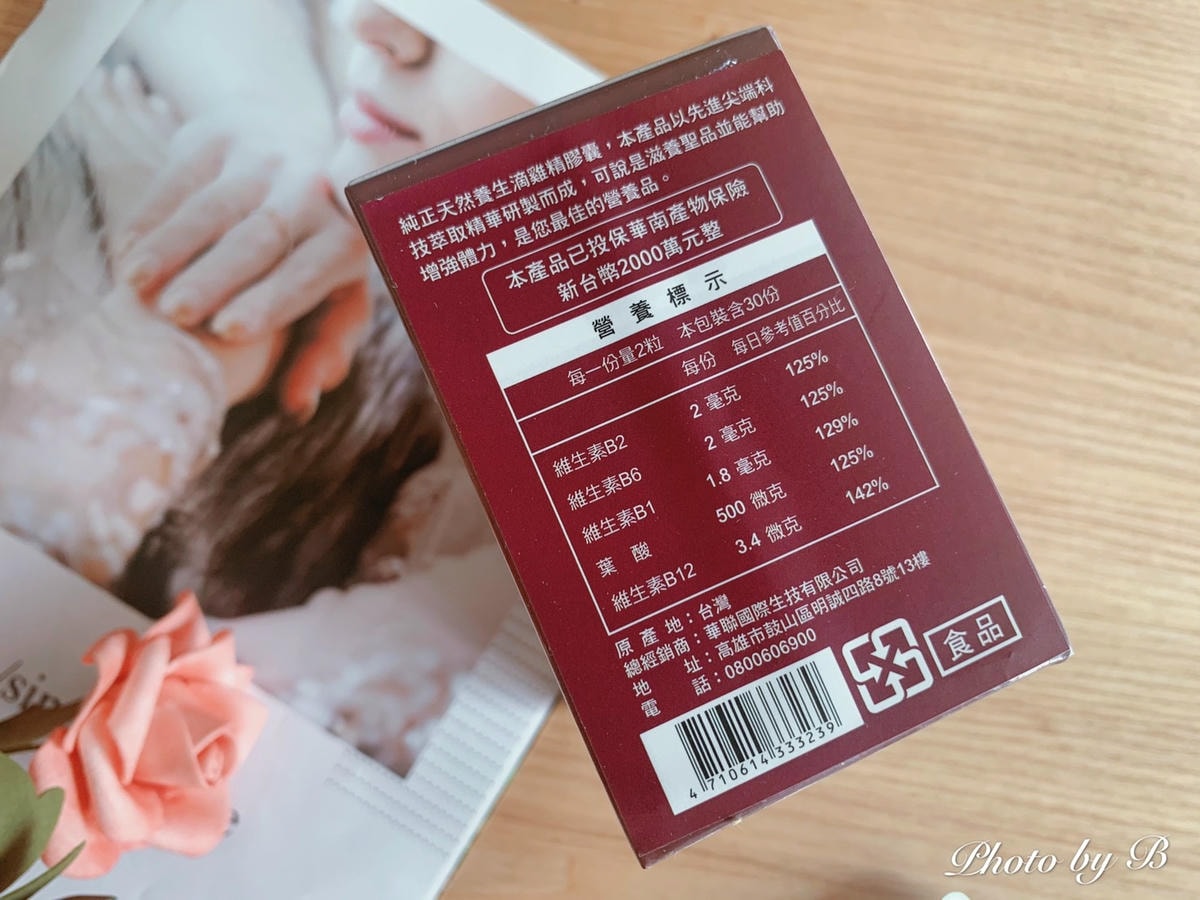 純正天然養生滴雞精膠囊，本產品以先進尖端科
技萃取精華研製而成，可說是滋養聖品並能幫助
增強體力，是您最佳的營養品。
本產品已投保華南產物保險
新台幣2000萬元整
營養標示
每一份量2粒 本包裝含30份
每份 每日參考值百分比
維生素B2 2 毫克 125%
維生素B6 2 毫克 125%
維生素B1 1.8 毫克 129%
葉酸 500 微克 125%
維生素B12 3.4 微克 142%
原產地：台灣
總經銷商：華聯國際生技有限公司
地址：高雄市鼓山區明誠四路8號13樓
電話：0800606900
食品
4 710614 333239
Photo by B